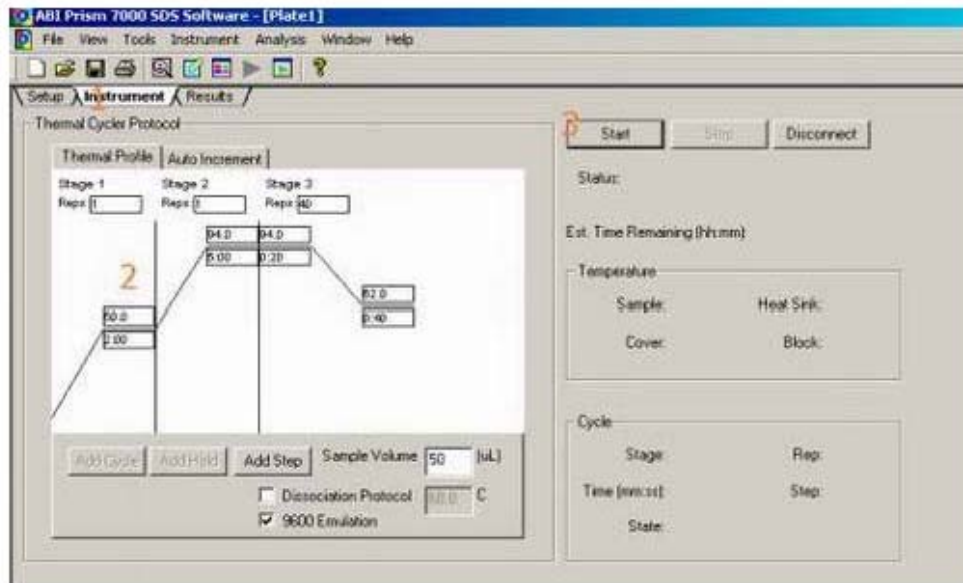 ABI Prism 7000 SDS Software - [Plate1]
File View Tools Instrument Analysis Window Help
1
Setup Instrument Results
Thermal Cycler Protocol
Thermal Profile Auto Increment
Stage 1 Stage 2 Stage 3
Reps: 1 Reps: 1 Reps: 40
94.0 94.0
5:00 0:20
2
50.0
2:00
62.0
0:40
Add Cycle Add Hold Add Step Sample Volume 50 (uL)
Dissociation Protocol C
9600 Emulation
3
Start Stop Disconnect
Status:
Est. Time Remaining (hh:mm)
Temperature
Sample: Heat Sink:
Cover: Block:
Cycle
Stage: Rep:
Time (mm:ss): Step:
State: